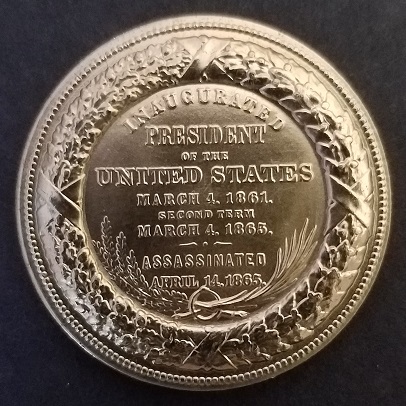 INAUGURATED
PRESIDENT
OF THE
UNITED STATES
MARCH 4, 1861.
SECOND TERM
MARCH 4, 1865.
ASSASSINATED
APRIL 14, 1865.